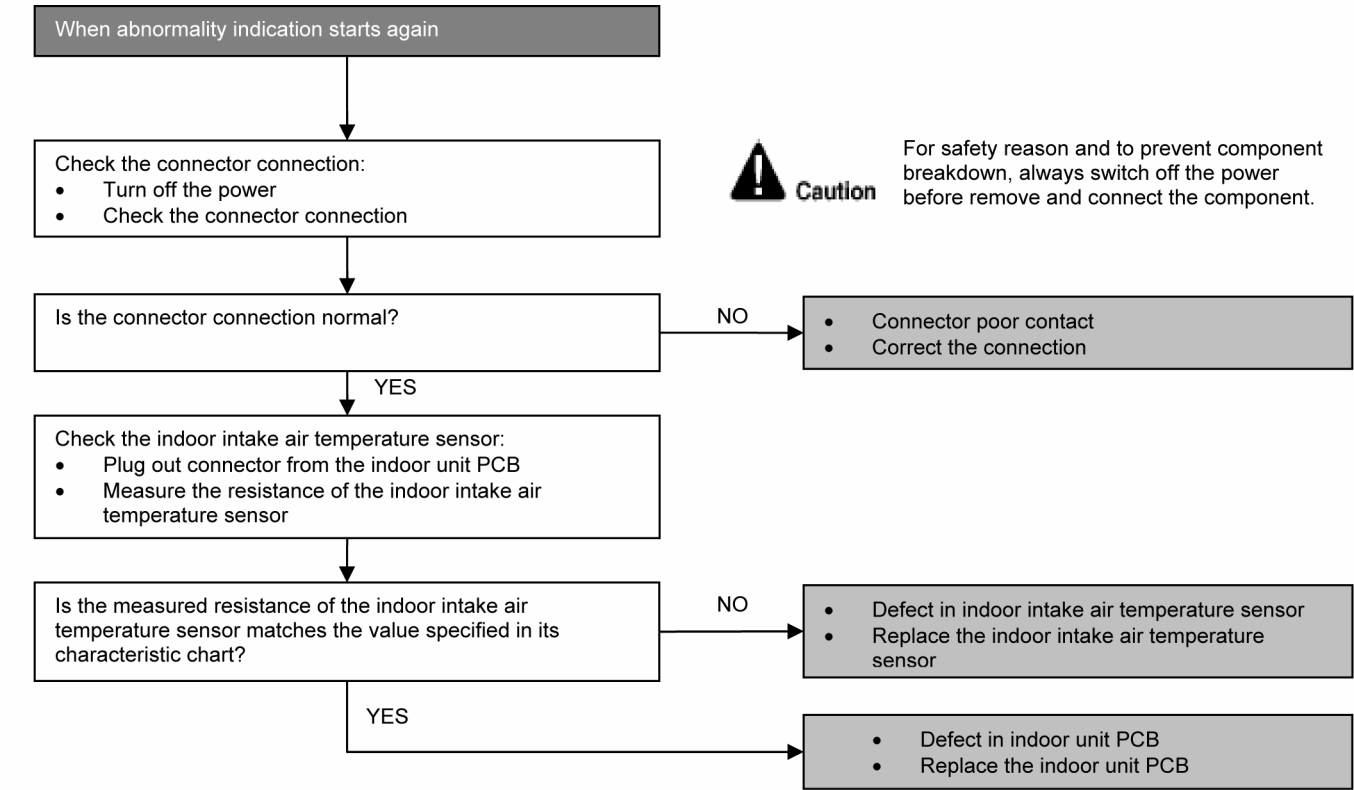 When abnormality indication starts again
Check the connector connection:
• Turn off the power
• Check the connector connection
Caution
For safety reason and to prevent component
breakdown, always switch off the power
before remove and connect the component.
Is the connector connection normal?
NO
• Connector poor contact
• Correct the connection
YES
Check the indoor intake air temperature sensor:
• Plug out connector from the indoor unit PCB
• Measure the resistance of the indoor intake air
temperature sensor
Is the measured resistance of the indoor intake air
temperature sensor matches the value specified in its
characteristic chart?
NO
• Defect in indoor intake air temperature sensor
• Replace the indoor intake air temperature
sensor
YES
• Defect in indoor unit PCB
• Replace the indoor unit PCB